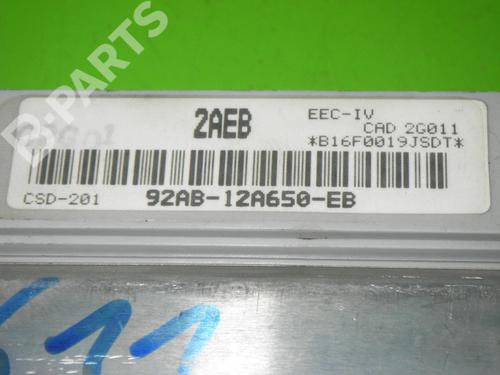 B-PARTS
2AEB
EEC-IV
CAD 2G011
*B16F0019JSDT*
CSD-201
92AB-12A650-EB